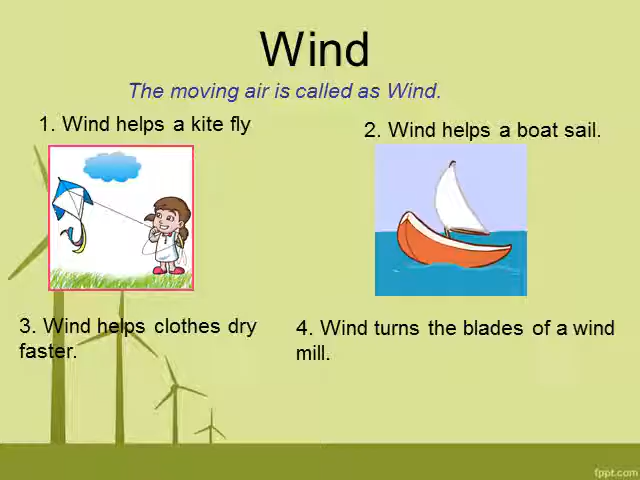 Wind
The moving air is called as Wind.
1. Wind helps a kite fly
2. Wind helps a boat sail.
3. Wind helps clothes dry
faster.
4. Wind turns the blades of a wind
mill.
fppt.com